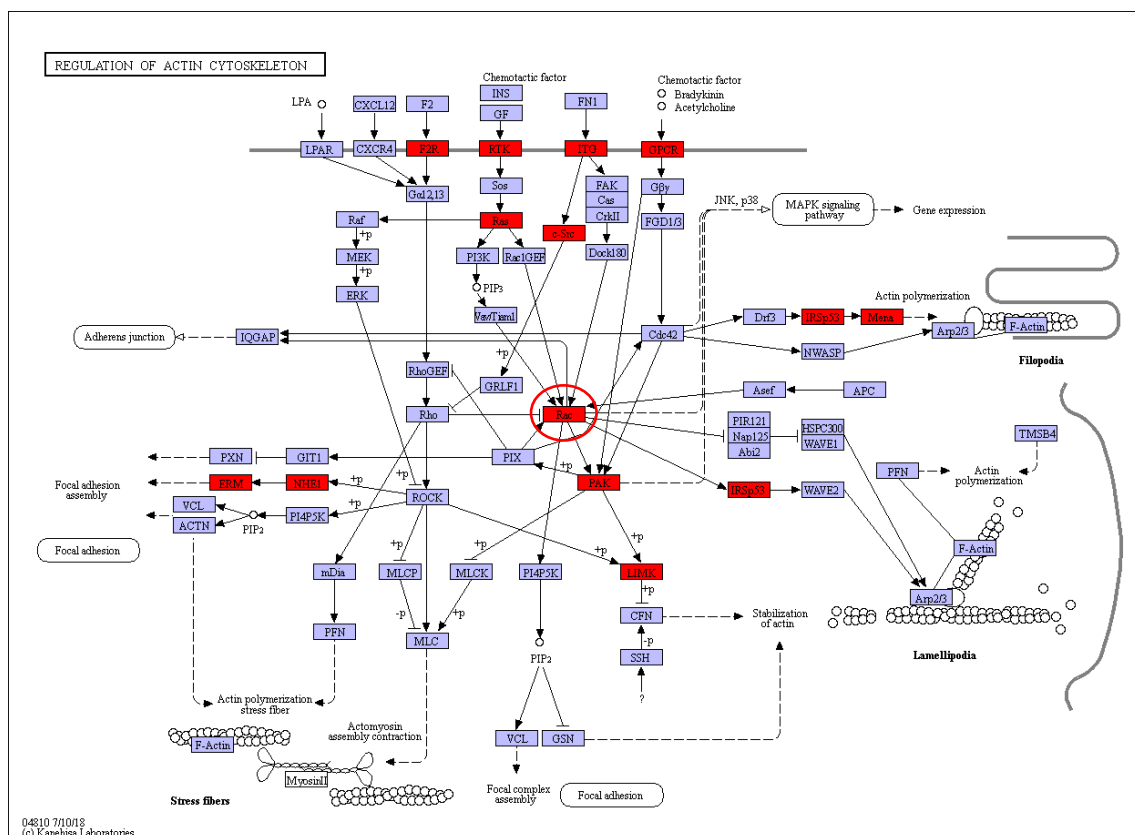 REGULATION OF ACTIN CYTOSKELETON
Chemotactic factor
Chemotactic factor
Bradykinin
Acetylcholine
LPA
CXCL12
F2
INS
GF
FN1
LPAR
CXCR4
F2R
RTK
ITG
GPCR
Gα12,13
Sos
FAK
Cas
CrkII
Gβγ
JNK, p38
MAPK signaling
pathway
Gene expression
Raf
Ras
c-Src
FGD1/3
+p
MEK
PI3K
Rac1GEF
Dock180
+p
ERK
PIP3
Vav/Tiam1
Actin polymerization
Drf3
IRSp53
Mena
Arp2/3
F-Actin
Filopodia
Adherens junction
IQGAP
Cdc42
NWASP
+p
RhoGEF
GRLF1
Asef
APC
Rho
Rac
PIR121
Nap125
Abi2
HSPC300
WAVE1
TMSB4
PXN
GIT1
PIX
PFN
Actin
polymerization
+p
+p
Focal adhesion
assembly
ERM
NHE1
+p
ROCK
PAK
IRSp53
WAVE2
VCL
ACTN
PIP2
PI4P5K
+p
Focal adhesion
+p
+p
+p
+p
F-Actin
mDia
MLCP
MLCK
PI4P5K
LIMK
+p
Arp2/3
-p
+p
CFN
Stabilization
of actin
PFN
MLC
-p
Lamellipodia
PIP2
SSH
?
Actin polymerization
stress fiber
Actomyosin
assembly contraction
F-Actin
VCL
GSN
MyosinII
Stress fibers
Focal complex
assembly
Focal adhesion
04810 7/10/18
(c) Kanehisa Laboratories